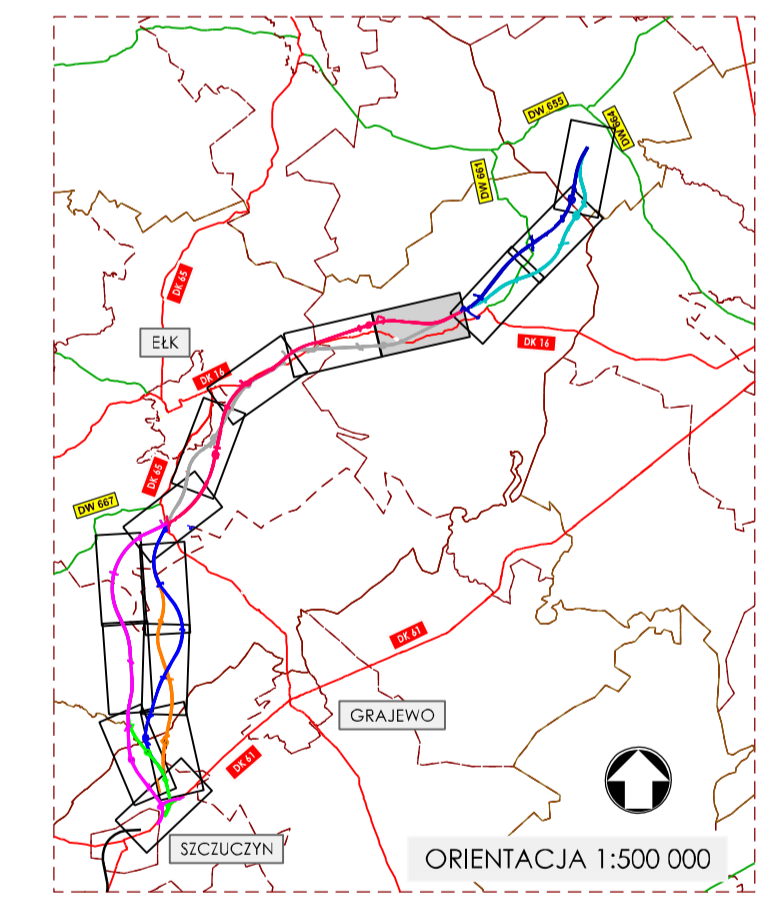 DW 655
DW 664
DW 661
DK 65
EŁK
DK 16
DK 16
DK 65
DW 667
DK 61
GRAJEWO
DK 61
SZCZUCZYN
ORIENTACJA 1:500 000